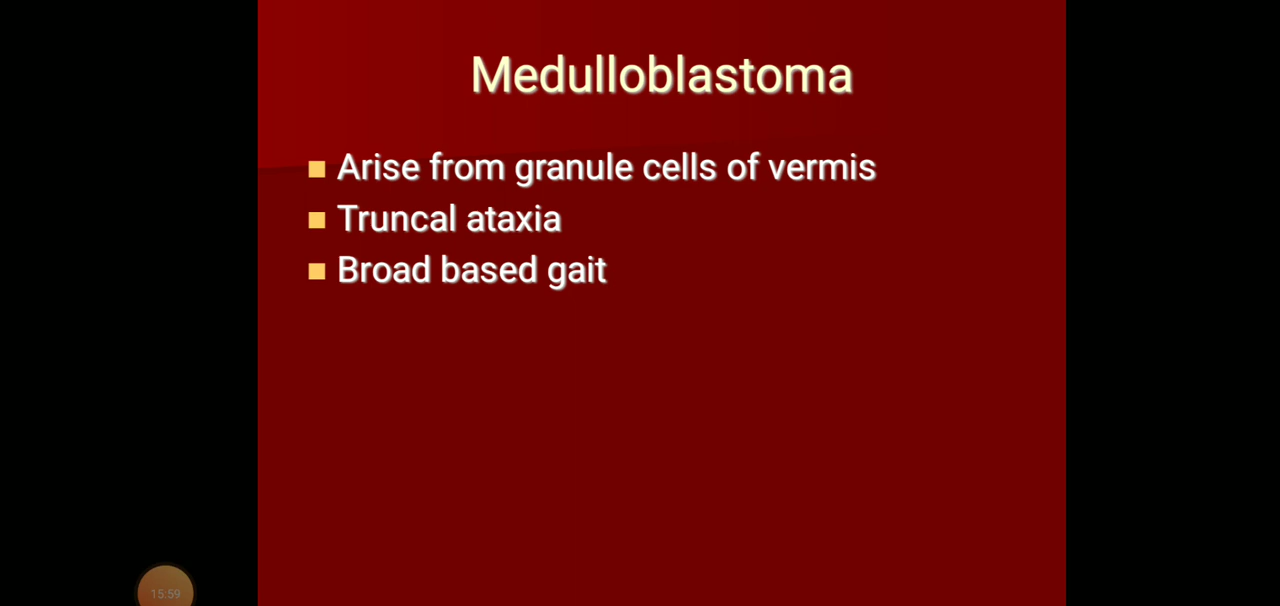 Medulloblastoma
Arise from granule cells of vermis
Truncal ataxia
Broad based gait
15:59